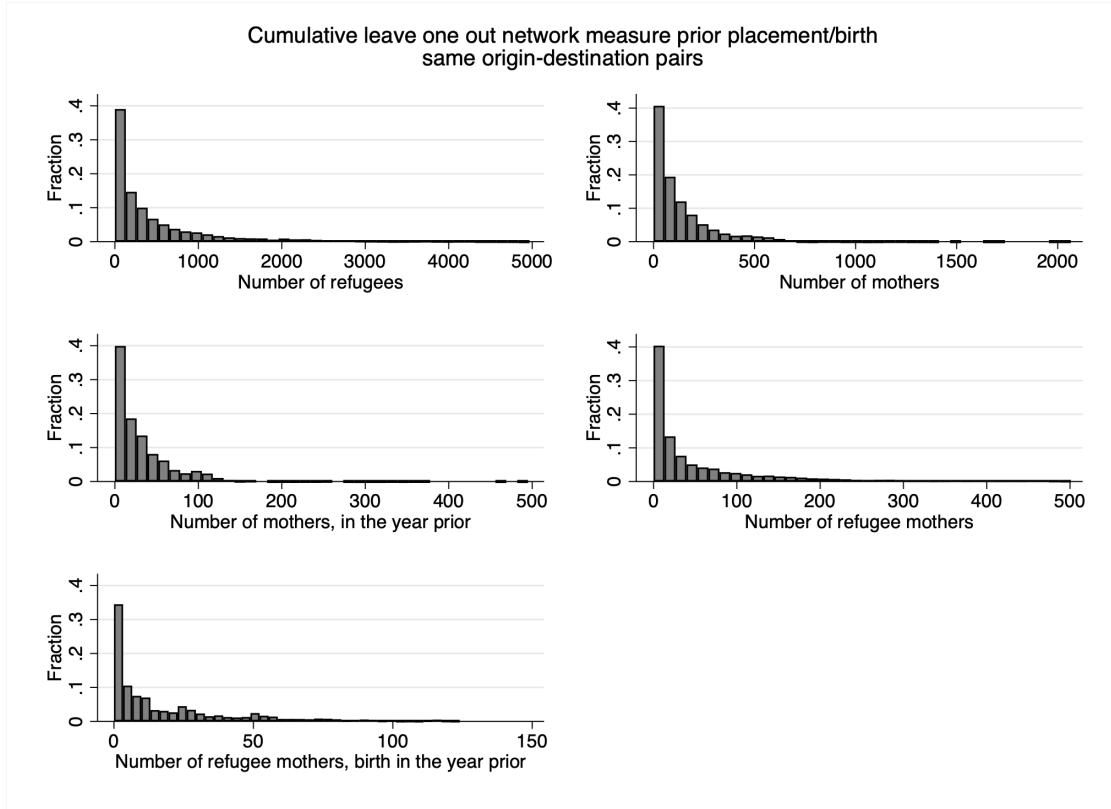 Cumulative leave one out network measure prior placement/birth
same origin-destination pairs
Fraction
0 .1 .2 .3 .4
0 1000 2000 3000 4000 5000
Number of refugees
Fraction
0 .1 .2 .3 .4
0 500 1000 1500 2000
Number of mothers
Fraction
0 .1 .2 .3 .4
0 100 200 300 400 500
Number of mothers, in the year prior
Fraction
0 .1 .2 .3 .4
0 100 200 300 400 500
Number of refugee mothers
Fraction
0 .1 .2 .3 .4
0 50 100 150
Number of refugee mothers, birth in the year prior